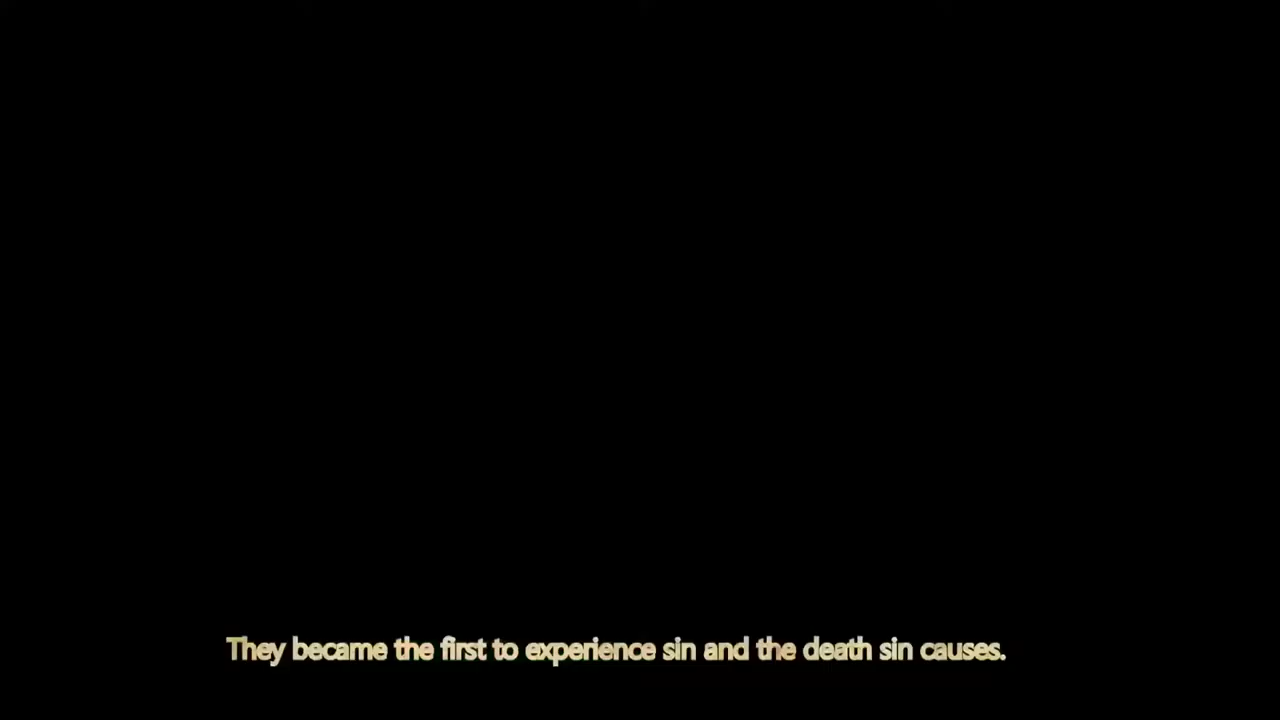 They became the first to experience sin and the death sin causes.